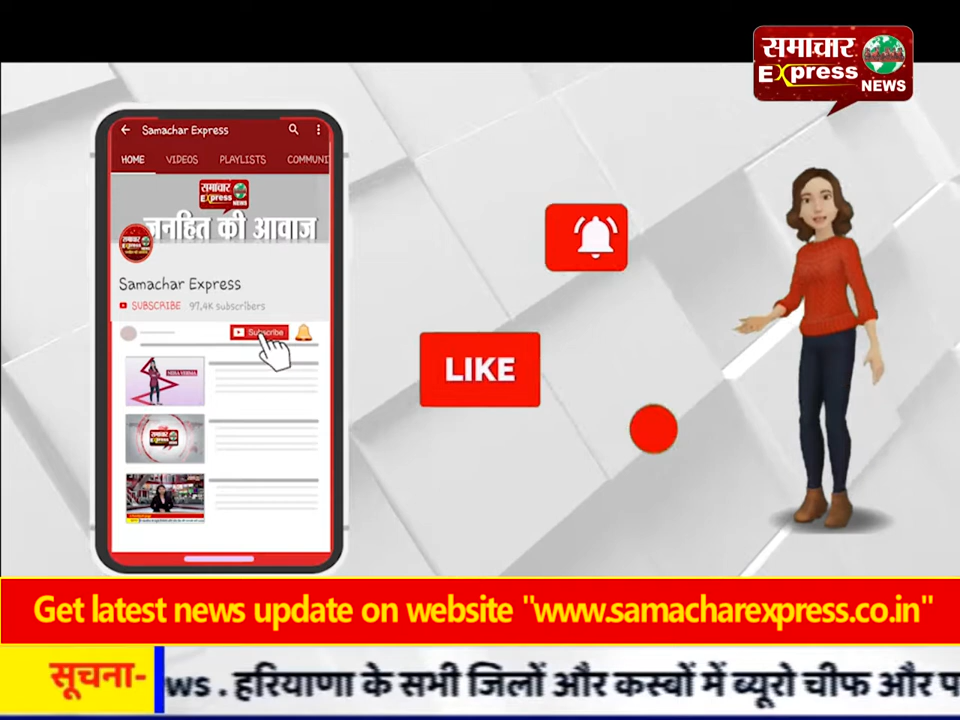 समाचार
Express
NEWS
Samachar Express
HOME VIDEOS PLAYLISTS COMMUNI
समाचार
Express
NEWS
जनहित की आवाज
Samachar Express
SUBSCRIBE 97.4K subscribers
Subscribe
LIKE
Get latest news update on website "www.samacharexpress.co.in"
सूचना- ws . हरियाणा के सभी जिलों और कस्बों में ब्यूरो चीफ और प